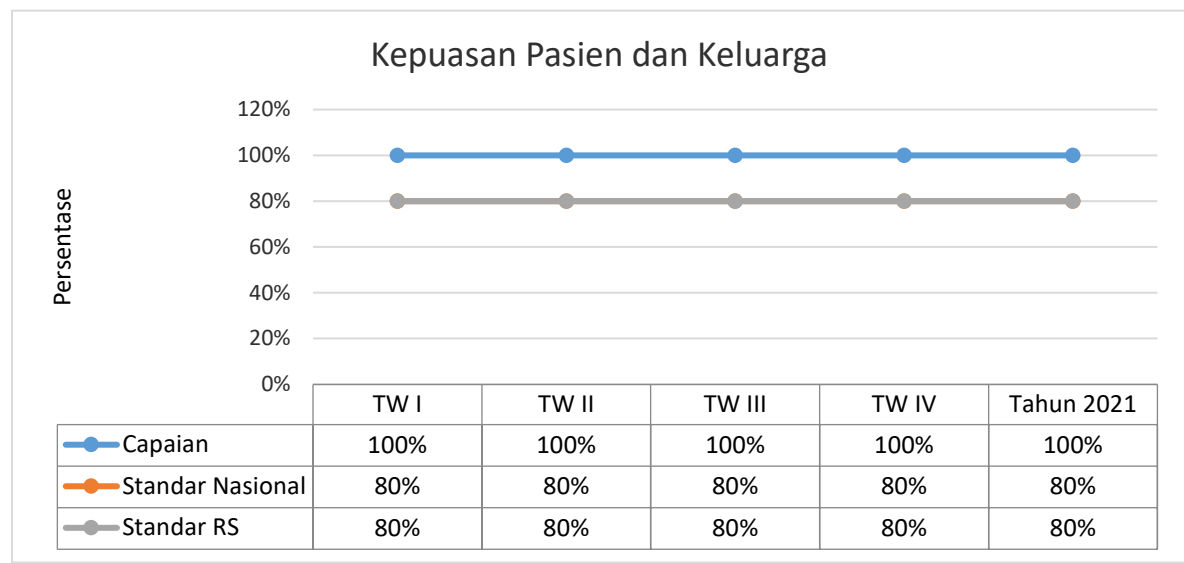 Kepuasan Pasien dan Keluarga
Persentase
120%
100%
80%
60%
40%
20%
0%
TW I TW II TW III TW IV Tahun 2021
Capaian 100% 100% 100% 100% 100%
Standar Nasional 80% 80% 80% 80% 80%
Standar RS 80% 80% 80% 80% 80%